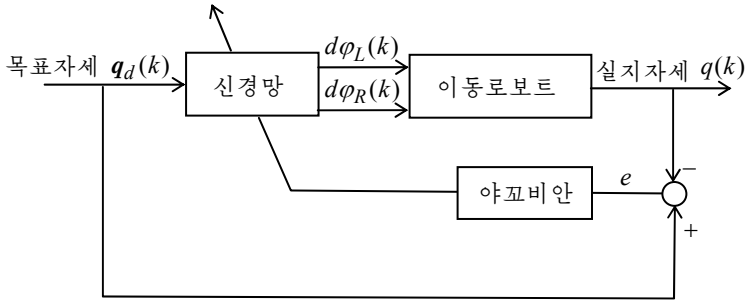 목표자세 q_d(k)
신경망
dφ_L(k)
dφ_R(k)
이동로보트
실지자세 q(k)
야꼬비안
e
−
+